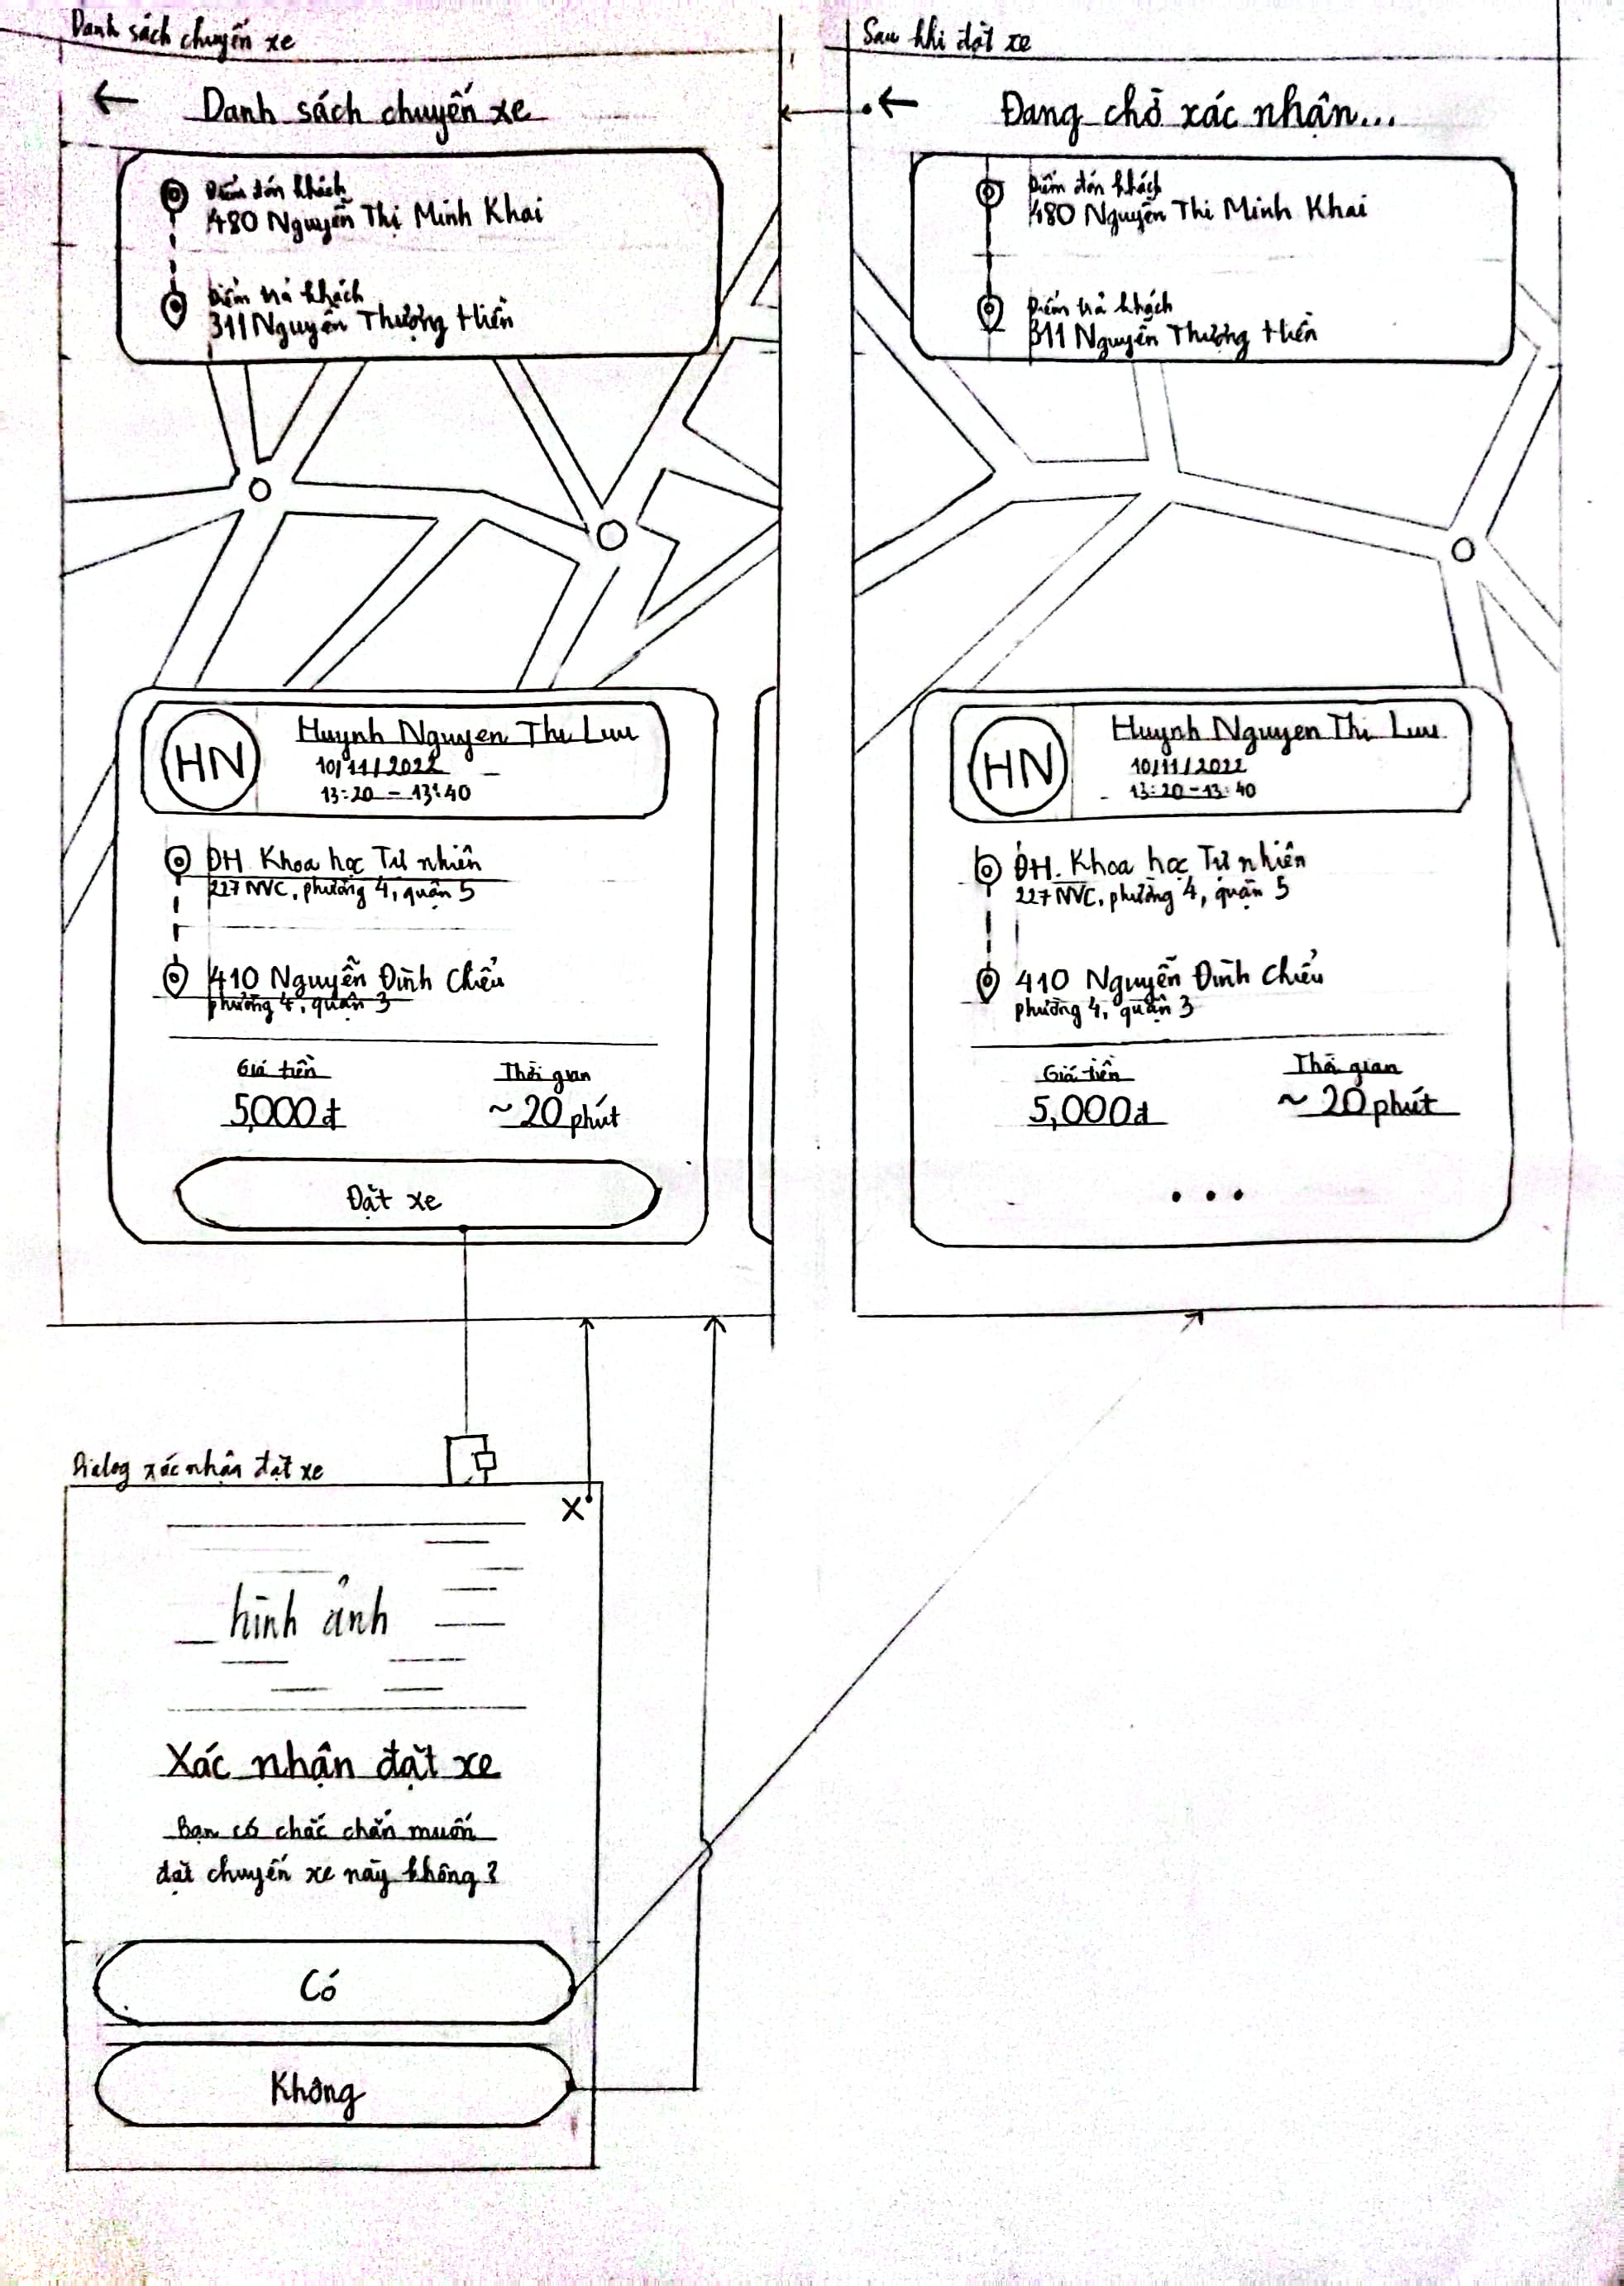 Danh sách chuyến xe
← Danh sách chuyến xe
Điểm đón khách
480 Nguyễn Thị Minh Khai
Điểm trả khách
311 Nguyễn Thượng Hiền
HN
Huynh Nguyen Thi Luu
10/11/2022
13:20 - 13:40
ĐH. Khoa học Tự nhiên
227 NVC, phường 4, quận 5
410 Nguyễn Đình Chiểu
phường 4, quận 3
Giá tiền
Thời gian
5,000đ
~ 20 phút
Đặt xe
Sau khi đặt xe
← Đang chờ xác nhận...
Điểm đón khách
480 Nguyễn Thị Minh Khai
Điểm trả khách
311 Nguyễn Thượng Hiền
HN
Huynh Nguyen Thi Luu
10/11/2022
13:20 - 13:40
ĐH. Khoa học Tự nhiên
227 NVC, phường 4, quận 5
410 Nguyễn Đình Chiểu
phường 4, quận 3
Giá tiền
Thời gian
5,000đ
~ 20 phút
...
Dialog xác nhận đặt xe
X
hình ảnh
Xác nhận đặt xe
Bạn có chắc chắn muốn
đặt chuyến xe này không?
Có
Không